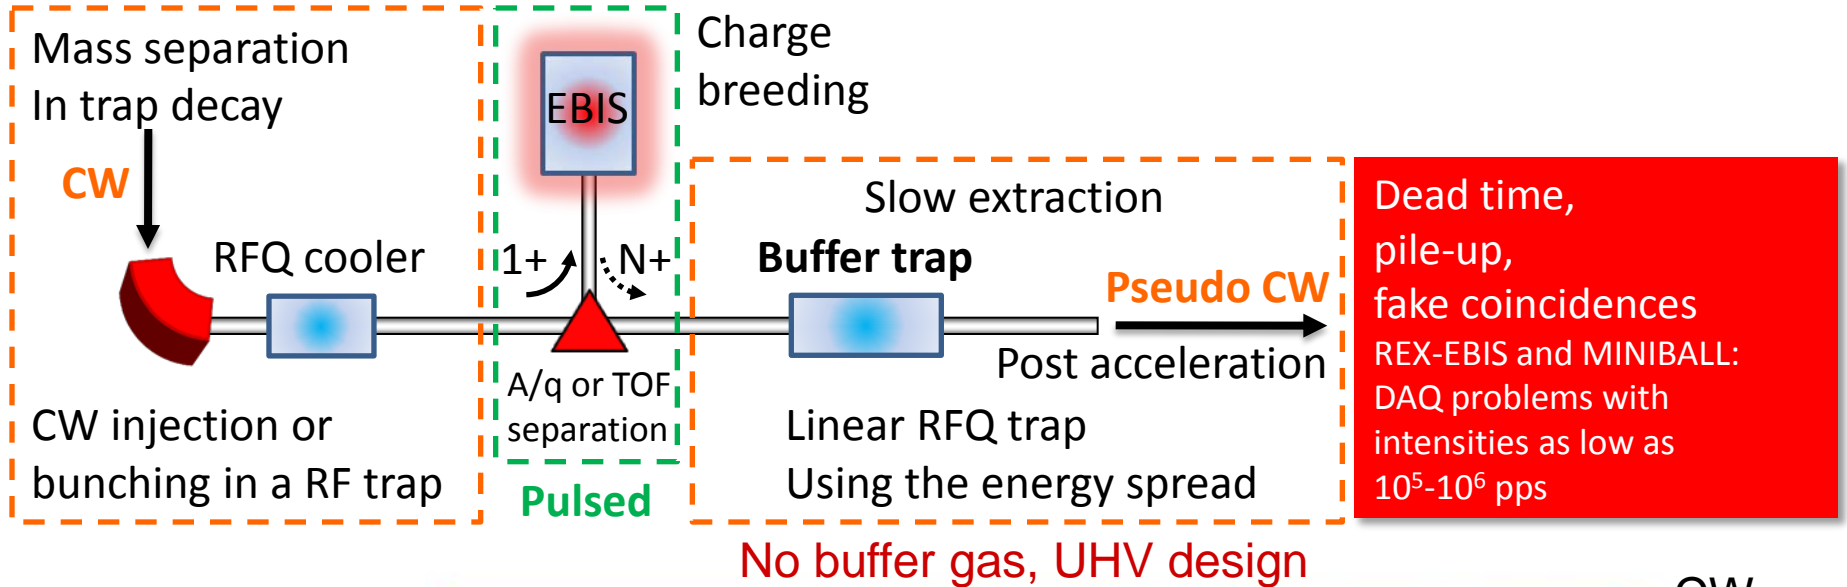 Mass separation
In trap decay
CW
RFQ cooler
CW injection or
bunching in a RF trap
EBIS
1+
N+
A/q or TOF
separation
Pulsed
Charge
breeding
Slow extraction
Buffer trap
Pseudo CW
Post acceleration
Linear RFQ trap
Using the energy spread
No buffer gas, UHV design
Dead time,
pile-up,
fake coincidences
REX-EBIS and MINIBALL:
DAQ problems with
intensities as low as
10⁵-10⁶ pps
CW